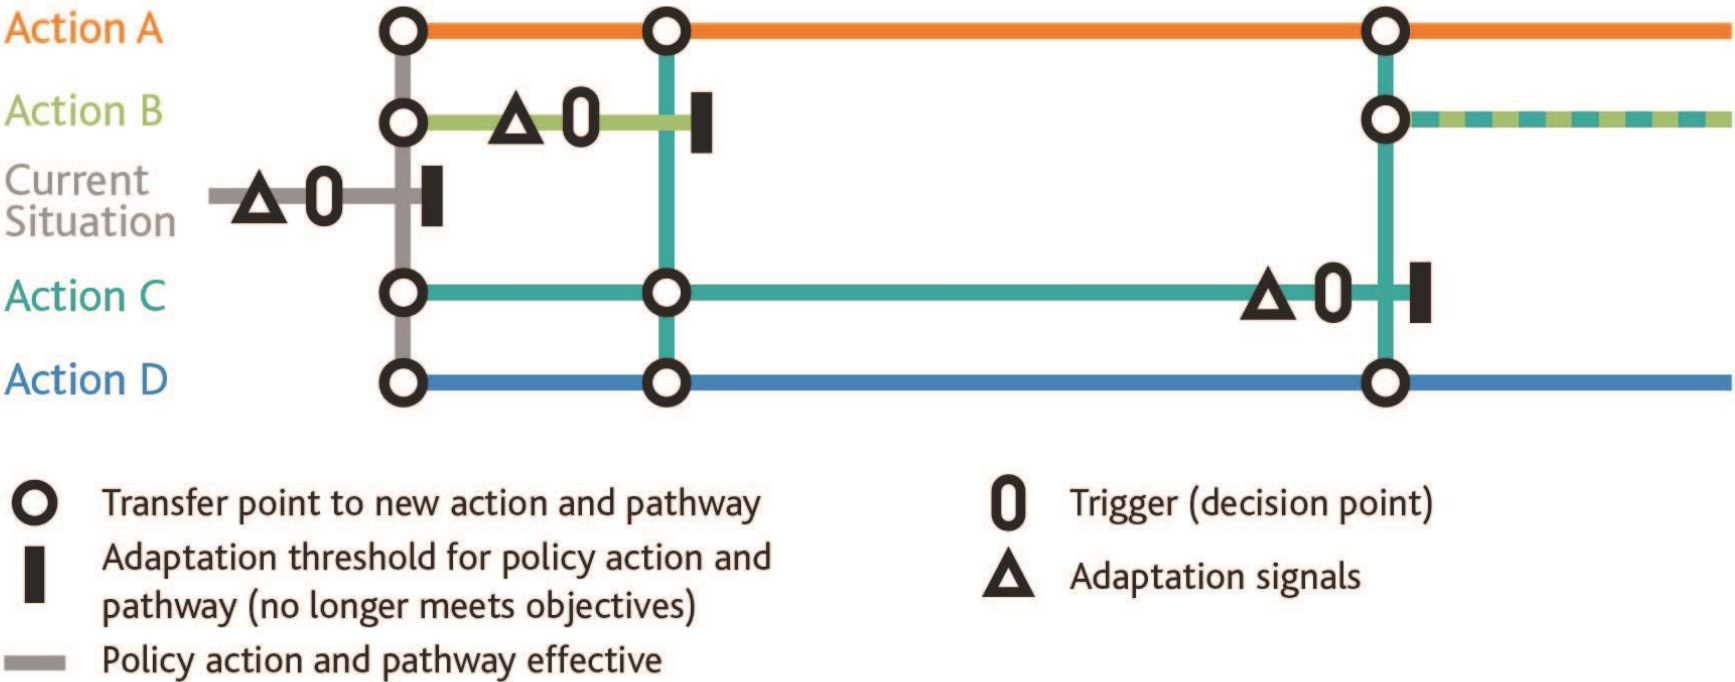 Action A
Action B
Current
Situation
Action C
Action D
Transfer point to new action and pathway
Adaptation threshold for policy action and
pathway (no longer meets objectives)
Policy action and pathway effective
Trigger (decision point)
Adaptation signals